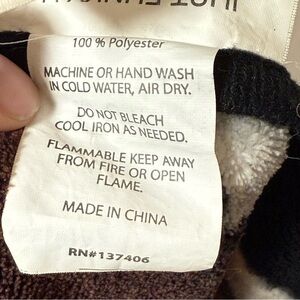 100 % Polyester
MACHINE OR HAND WASH
IN COLD WATER, AIR DRY.
DO NOT BLEACH
COOL IRON AS NEEDED.
FLAMMABLE KEEP AWAY
FROM FIRE OR OPEN
FLAME.
MADE IN CHINA
RN#137406